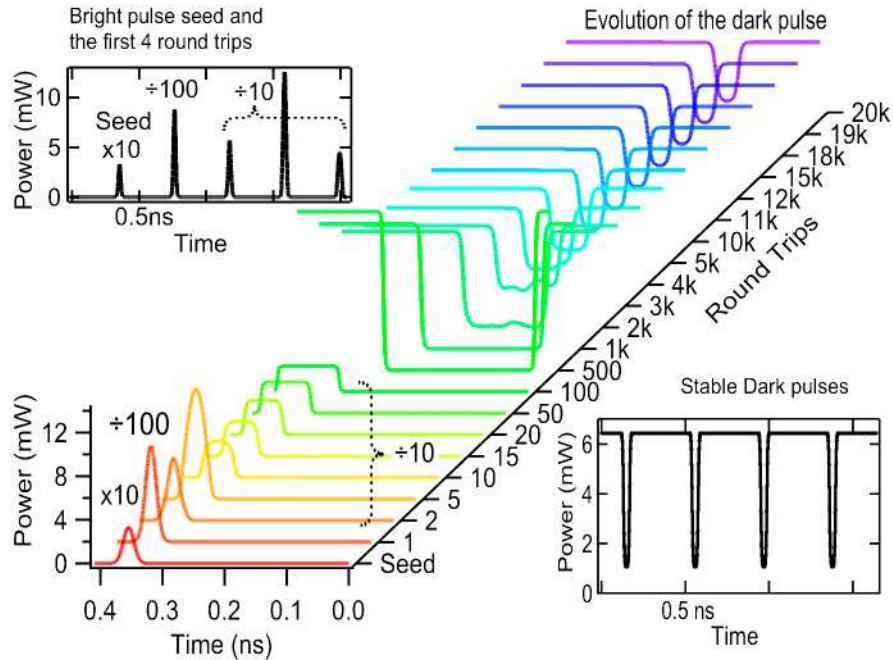 Bright pulse seed and
the first 4 round trips
Evolution of the dark pulse
÷100
÷10
Seed
x10
10
5
0
Power (mW)
0.5ns
Time
20k
19k
18k
15k
12k
11k
10k
5k
4k
3k
2k
1k
500
100
50
20
15
10
5
2
1
Seed
Round Trips
÷100
x10
÷10
12
8
4
0
Power (mW)
0.4
0.3
0.2
0.1
0.0
Time (ns)
Stable Dark pulses
6
4
2
0
Power (mW)
0.5 ns
Time